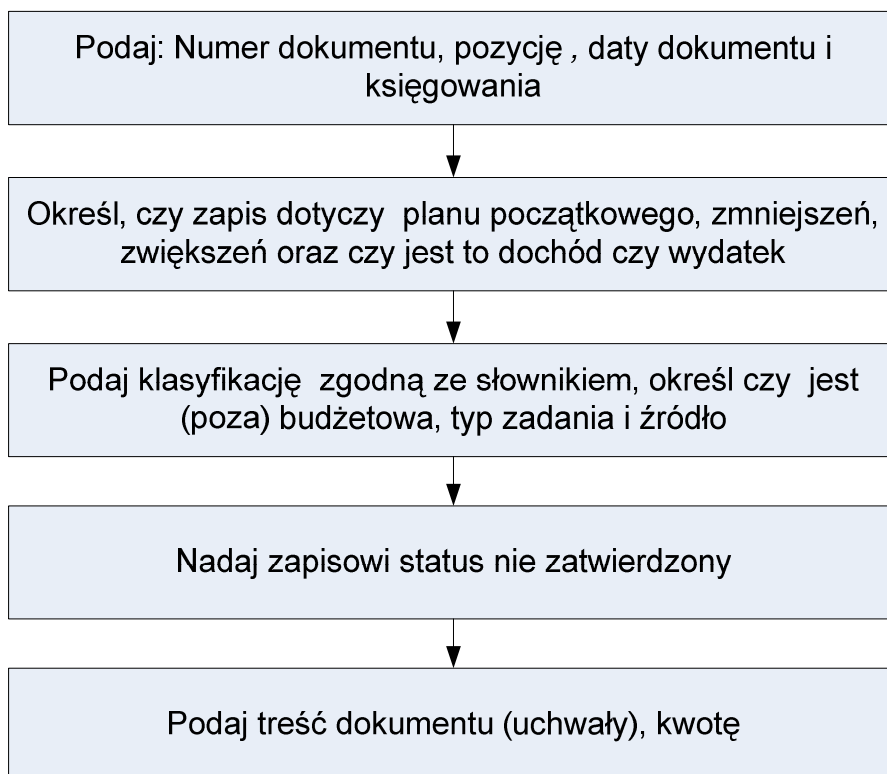 Podaj: Numer dokumentu, pozycję , daty dokumentu i
księgowania
Określ, czy zapis dotyczy planu początkowego, zmniejszeń,
zwiększeń oraz czy jest to dochód czy wydatek
Podaj klasyfikację zgodną ze słownikiem, określ czy jest
(poza) budżetowa, typ zadania i źródło
Nadaj zapisowi status nie zatwierdzony
Podaj treść dokumentu (uchwały), kwotę